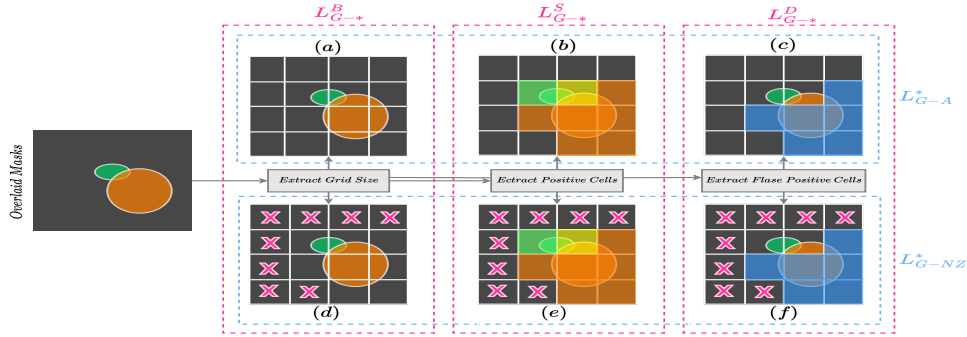 L^B_{G-*} L^S_{G-*} L^D_{G-*}
(a) (b) (c)
L^*_{G-A}
Overlaid Masks
Extract Grid Size Ectract Positive Cells Extract Flase Positive Cells
X X X X X X X X X X X X
X X X
L^*_{G-NZ}
X X X
X X X X X X
(d) (e) (f)